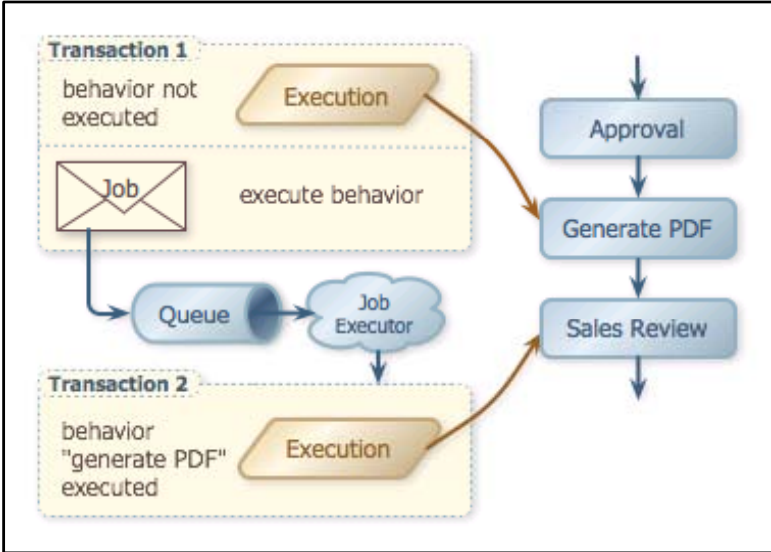 Transaction 1
behavior not
executed
Execution
Job
execute behavior
Queue
Job
Executor
Transaction 2
behavior
"generate PDF"
executed
Execution
Approval
Generate PDF
Sales Review